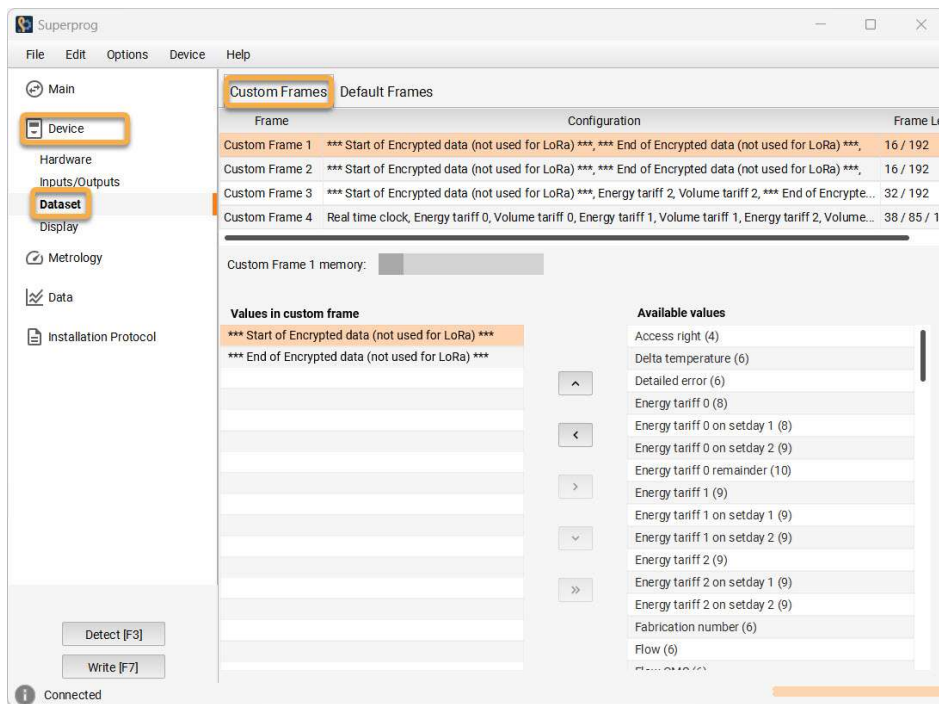 Superprog
File Edit Options Device Help
Main
Device
Hardware
Inputs/Outputs
Dataset
Display
Metrology
Data
Installation Protocol
Detect [F3]
Write [F7]
Connected
Custom Frames Default Frames
Frame Configuration Frame Le
Custom Frame 1 *** Start of Encrypted data (not used for LoRa) ***, *** End of Encrypted data (not used for LoRa) ***, 16 / 192
Custom Frame 2 *** Start of Encrypted data (not used for LoRa) ***, *** End of Encrypted data (not used for LoRa) ***, 16 / 192
Custom Frame 3 *** Start of Encrypted data (not used for LoRa) ***, Energy tariff 2, Volume tariff 2, *** End of Encrypte... 32 / 192
Custom Frame 4 Real time clock, Energy tariff 0, Volume tariff 0, Energy tariff 1, Volume tariff 1, Energy tariff 2, Volume... 38 / 85 / 1
Custom Frame 1 memory:
Values in custom frame
*** Start of Encrypted data (not used for LoRa) ***
*** End of Encrypted data (not used for LoRa) ***
Available values
Access right (4)
Delta temperature (6)
Detailed error (6)
Energy tariff 0 (8)
Energy tariff 0 on setday 1 (8)
Energy tariff 0 on setday 2 (9)
Energy tariff 0 remainder (10)
Energy tariff 1 (9)
Energy tariff 1 on setday 1 (9)
Energy tariff 1 on setday 2 (9)
Energy tariff 2 (9)
Energy tariff 2 on setday 1 (9)
Energy tariff 2 on setday 2 (9)
Fabrication number (6)
Flow (6)